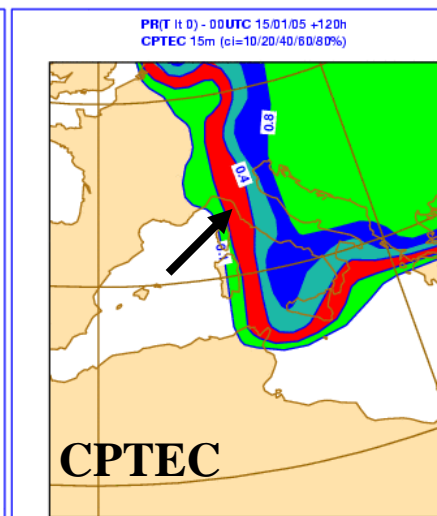 PR(T lt 0) - 00UTC 15/01/05 +120h
CPTEC 15m (ci=10/20/40/60/80%)
0.8
0.4
0.1
CPTEC